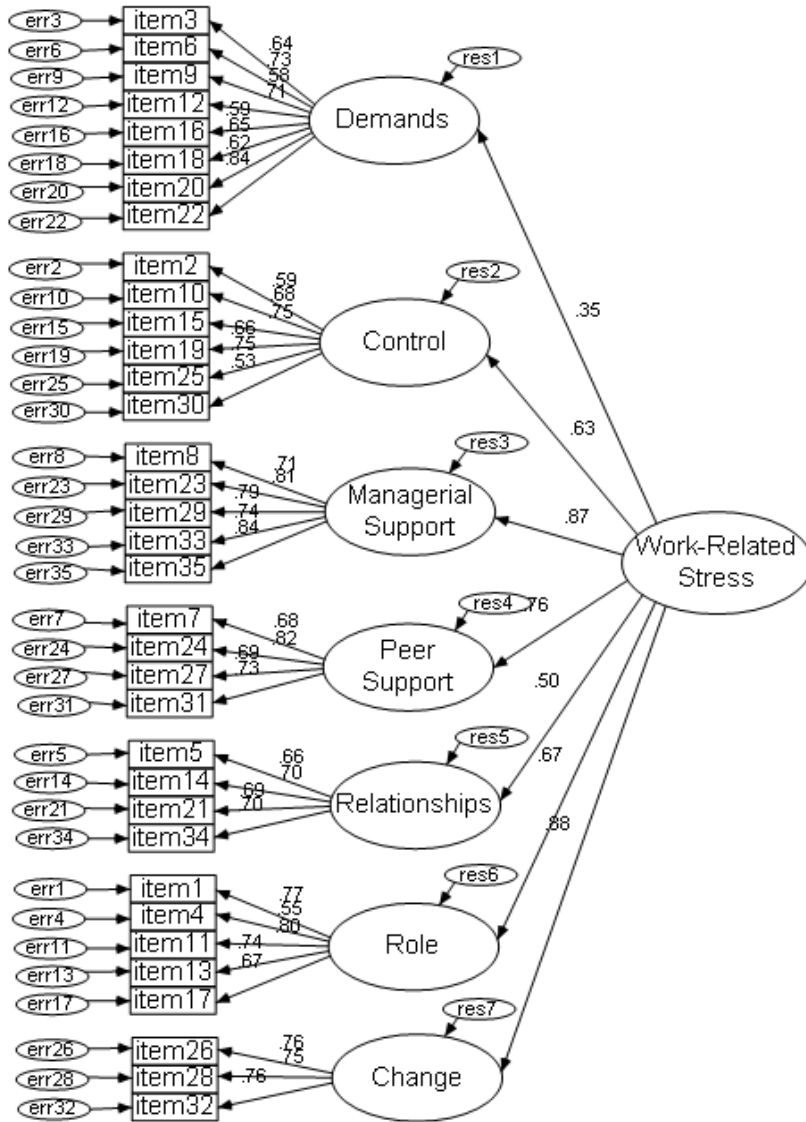 err3 item3
err6 item6
err9 item9
err12 item12
err16 item16
err18 item18
err20 item20
err22 item22
.64
.73
.58
.71
.59
.65
.62
.84
res1
Demands
.35
err2 item2
err10 item10
err15 item15
err19 item19
err25 item25
err30 item30
.59
.68
.75
.66
.75
.53
res2
Control
.63
err8 item8
err23 item23
err29 item29
err33 item33
err35 item35
.71
.81
.79
.74
.84
res3
Managerial
Support
.87
Work-Related
Stress
err7 item7
err24 item24
err27 item27
err31 item31
.68
.82
.69
.73
res4
.76
Peer
Support
.50
err5 item5
err14 item14
err21 item21
err34 item34
.66
.70
.69
.70
res5
Relationships
.67
err1 item1
err4 item4
err11 item11
err13 item13
err17 item17
.77
.55
.80
.74
.67
res6
Role
.88
err26 item26
err28 item28
err32 item32
.76
.75
.76
res7
Change